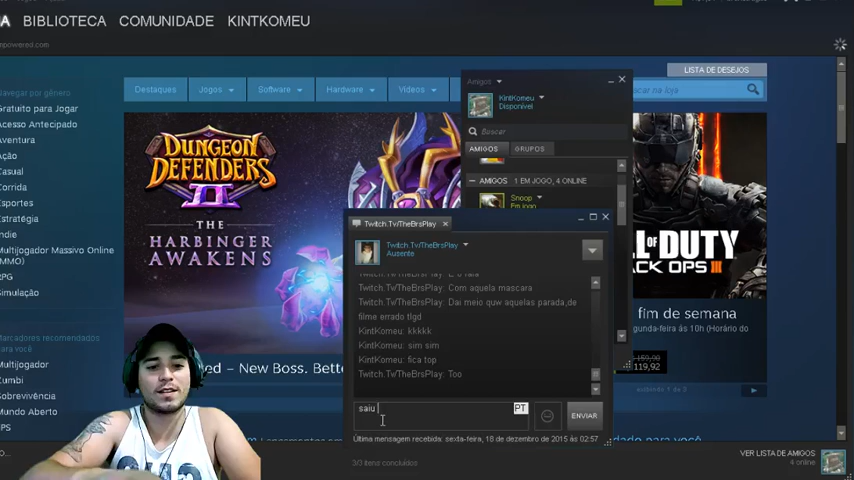 BIBLIOTECA COMUNIDADE KINTKOMEU
LISTA DE DESEJOS
Navegar por gênero
Gratuito para Jogar
Acesso Antecipado
Aventura
Ação
Casual
Corrida
Esportes
Estratégia
Indie
Multijogador Massivo Online
(MMO)
RPG
Simulação
Marcadores recomendados
para você
Multijogador
Zumbi
Sobrevivência
Mundo Aberto
FPS
Destaques Jogos Software Hardware Vídeos
DUNGEON
DEFENDERS
II
THE
HARBINGER
AWAKENS
New Boss.
Amigos
KintKomeu
Disponível
Buscar
AMIGOS GRUPOS
AMIGOS 1 EM JOGO, 4 ONLINE
Snoop
Em jogo
Twitch.Tv/TheBrsPlay
Twitch.Tv/TheBrsPlay
Ausente
Twitch.Tv/TheBrsPlay: Com aquela mascara
Twitch.Tv/TheBrsPlay: Dai meio quw aquelas parada,de
filme errado tlgd
KintKomeu: kkkkk
KintKomeu: sim sim
KintKomeu: fica top
Twitch.Tv/TheBrsPlay: Too
saiu
PT
ENVIAR
Última mensagem recebida: sexta-feira, 18 de dezembro de 2015 às 02:57
OF DUTY
ACK OPS III
fim de semana
119,92
3/3 itens concluídos
VER LISTA DE AMIGOS
4 online